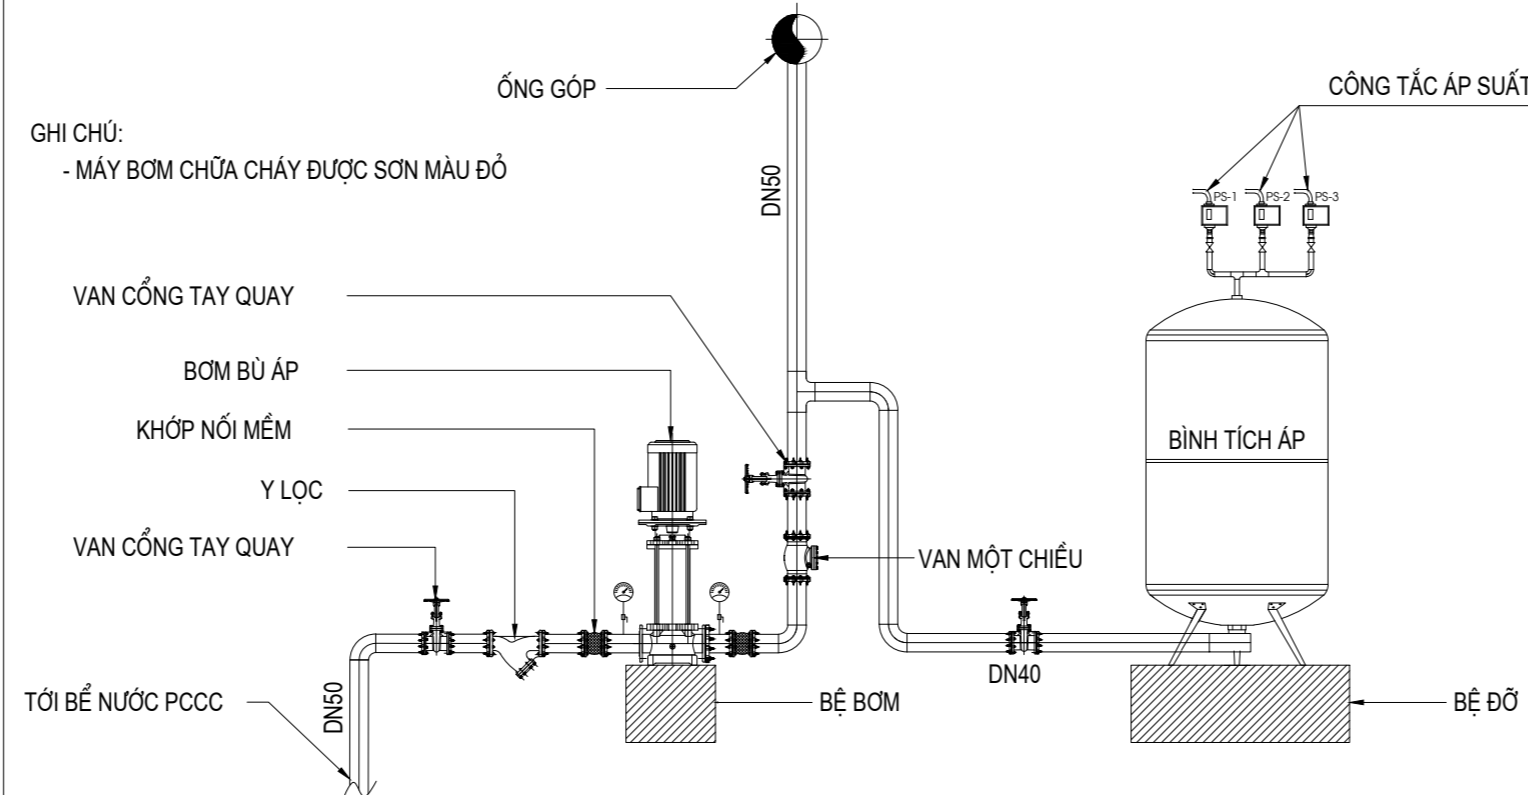 ỐNG GÓP
CÔNG TẮC ÁP SUẤT
GHI CHÚ:
- MÁY BƠM CHỮA CHÁY ĐƯỢC SƠN MÀU ĐỎ
DN50
PS-1
PS-2
PS-3
VAN CỔNG TAY QUAY
BƠM BÙ ÁP
KHỚP NỐI MỀM
BÌNH TÍCH ÁP
Y LỌC
VAN CỔNG TAY QUAY
VAN MỘT CHIỀU
DN40
TỚI BỂ NƯỚC PCCC
DN50
BỆ BƠM
BỆ ĐỠ